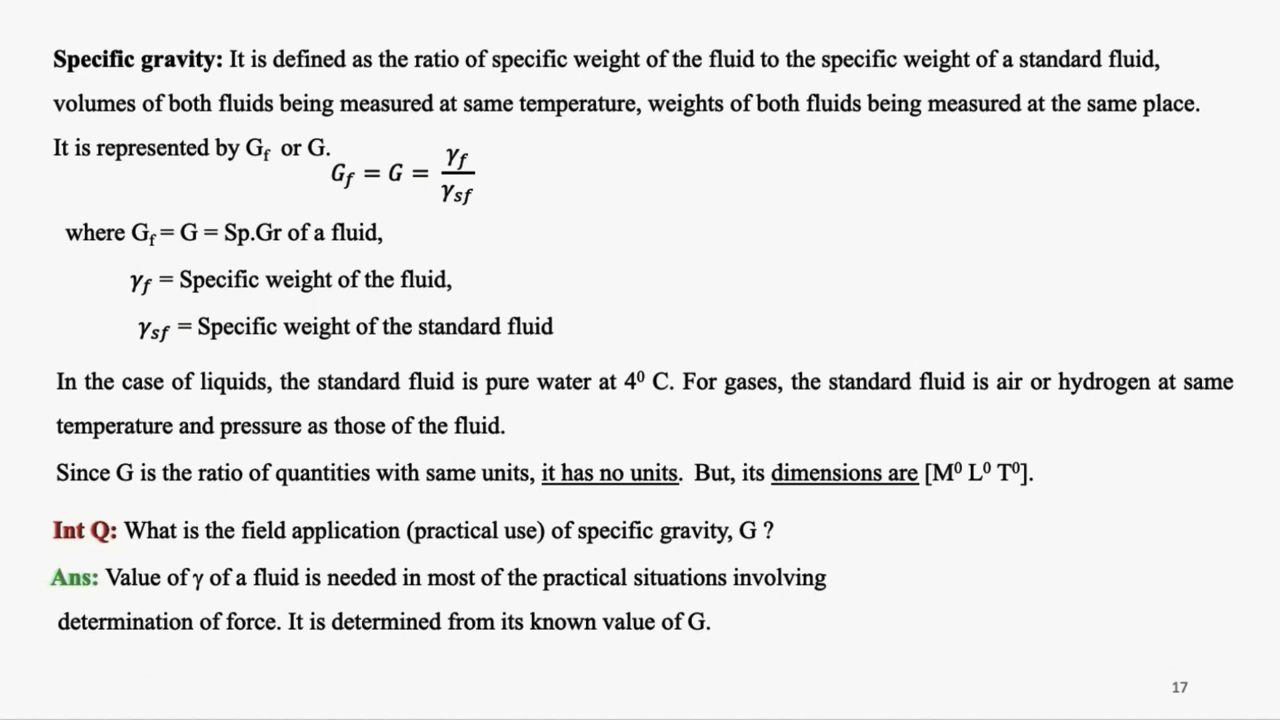 Specific gravity: It is defined as the ratio of specific weight of the fluid to the specific weight of a standard fluid,
volumes of both fluids being measured at same temperature, weights of both fluids being measured at the same place.
It is represented by G_f or G.
G_f = G = γ_f / γ_sf
where G_f = G = Sp.Gr of a fluid,
γ_f = Specific weight of the fluid,
γ_sf = Specific weight of the standard fluid
In the case of liquids, the standard fluid is pure water at 4⁰ C. For gases, the standard fluid is air or hydrogen at same
temperature and pressure as those of the fluid.
Since G is the ratio of quantities with same units, it has no units. But, its dimensions are [M⁰ L⁰ T⁰].
Int Q: What is the field application (practical use) of specific gravity, G ?
Ans: Value of γ of a fluid is needed in most of the practical situations involving
determination of force. It is determined from its known value of G.
17